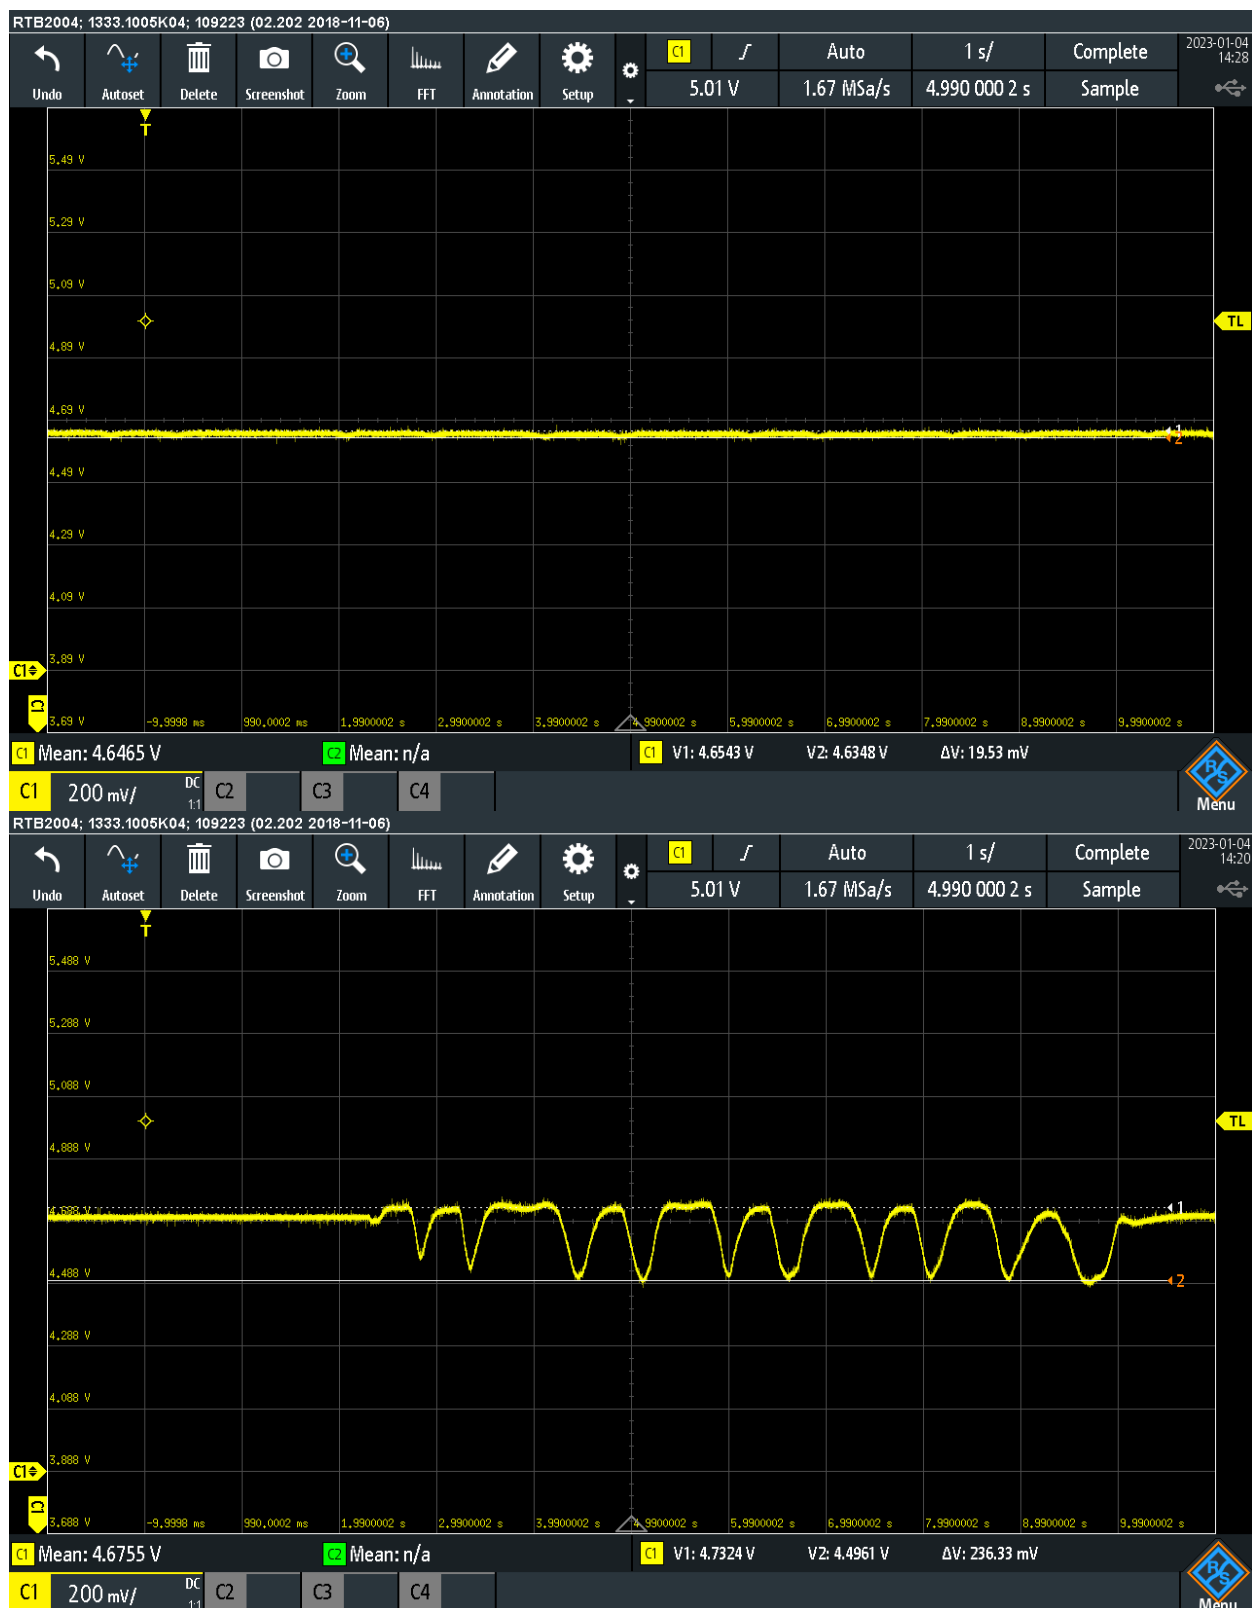 RTB2004; 1333.1005K04; 109223 (02.202 2018-11-06)
Undo Autoset Delete Screenshot Zoom FFT Annotation Setup C1 Auto 1 s/ Complete 2023-01-04
14:28
5.01 V 1.67 MSa/s 4.990 000 2 s Sample
T
5.49 V
5.29 V
5.09 V
TL
4.89 V
4.69 V
1
2
4.49 V
4.29 V
4.09 V
3.89 V
C1
C1
3.69 V -9.9998 ms 990.0002 ms 1.9900002 s 2.9900002 s 3.9900002 s 4.9900002 s 5.9900002 s 6.9900002 s 7.9900002 s 8.9900002 s 9.9900002 s
C1 Mean: 4.6465 V C2 Mean: n/a C1 V1: 4.6543 V V2: 4.6348 V ΔV: 19.53 mV
C1 200 mV/ DC 1:1 C2 C3 C4 R S Menu
RTB2004; 1333.1005K04; 109223 (02.202 2018-11-06)
Undo Autoset Delete Screenshot Zoom FFT Annotation Setup C1 Auto 1 s/ Complete 2023-01-04
14:20
5.01 V 1.67 MSa/s 4.990 000 2 s Sample
T
5.488 V
5.288 V
5.088 V
TL
4.888 V
4.688 V
1
4.488 V
2
4.288 V
4.088 V
3.888 V
C1
C1
3.688 V -9.9998 ms 990.0002 ms 1.9900002 s 2.9900002 s 3.9900002 s 4.9900002 s 5.9900002 s 6.9900002 s 7.9900002 s 8.9900002 s 9.9900002 s
C1 Mean: 4.6755 V C2 Mean: n/a C1 V1: 4.7324 V V2: 4.4961 V ΔV: 236.33 mV
C1 200 mV/ DC 1:1 C2 C3 C4 R S Menu